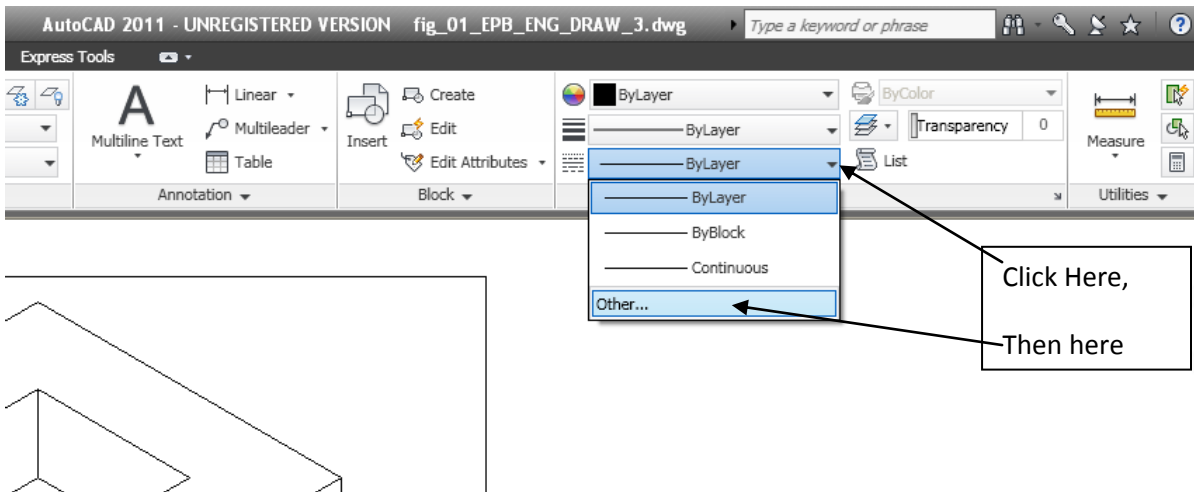 AutoCAD 2011 - UNREGISTERED VERSION fig_01_EPB_ENG_DRAW_3.dwg Type a keyword or phrase ?
Express Tools
Linear
Create
ByLayer
ByColor
A
Multiline Text
Multileader
Insert
Edit
ByLayer
Transparency 0
Measure
Table
Edit Attributes
ByLayer
List
Annotation
Block
Utilities
ByLayer
ByBlock
Continuous
Other...
Click Here,
Then here